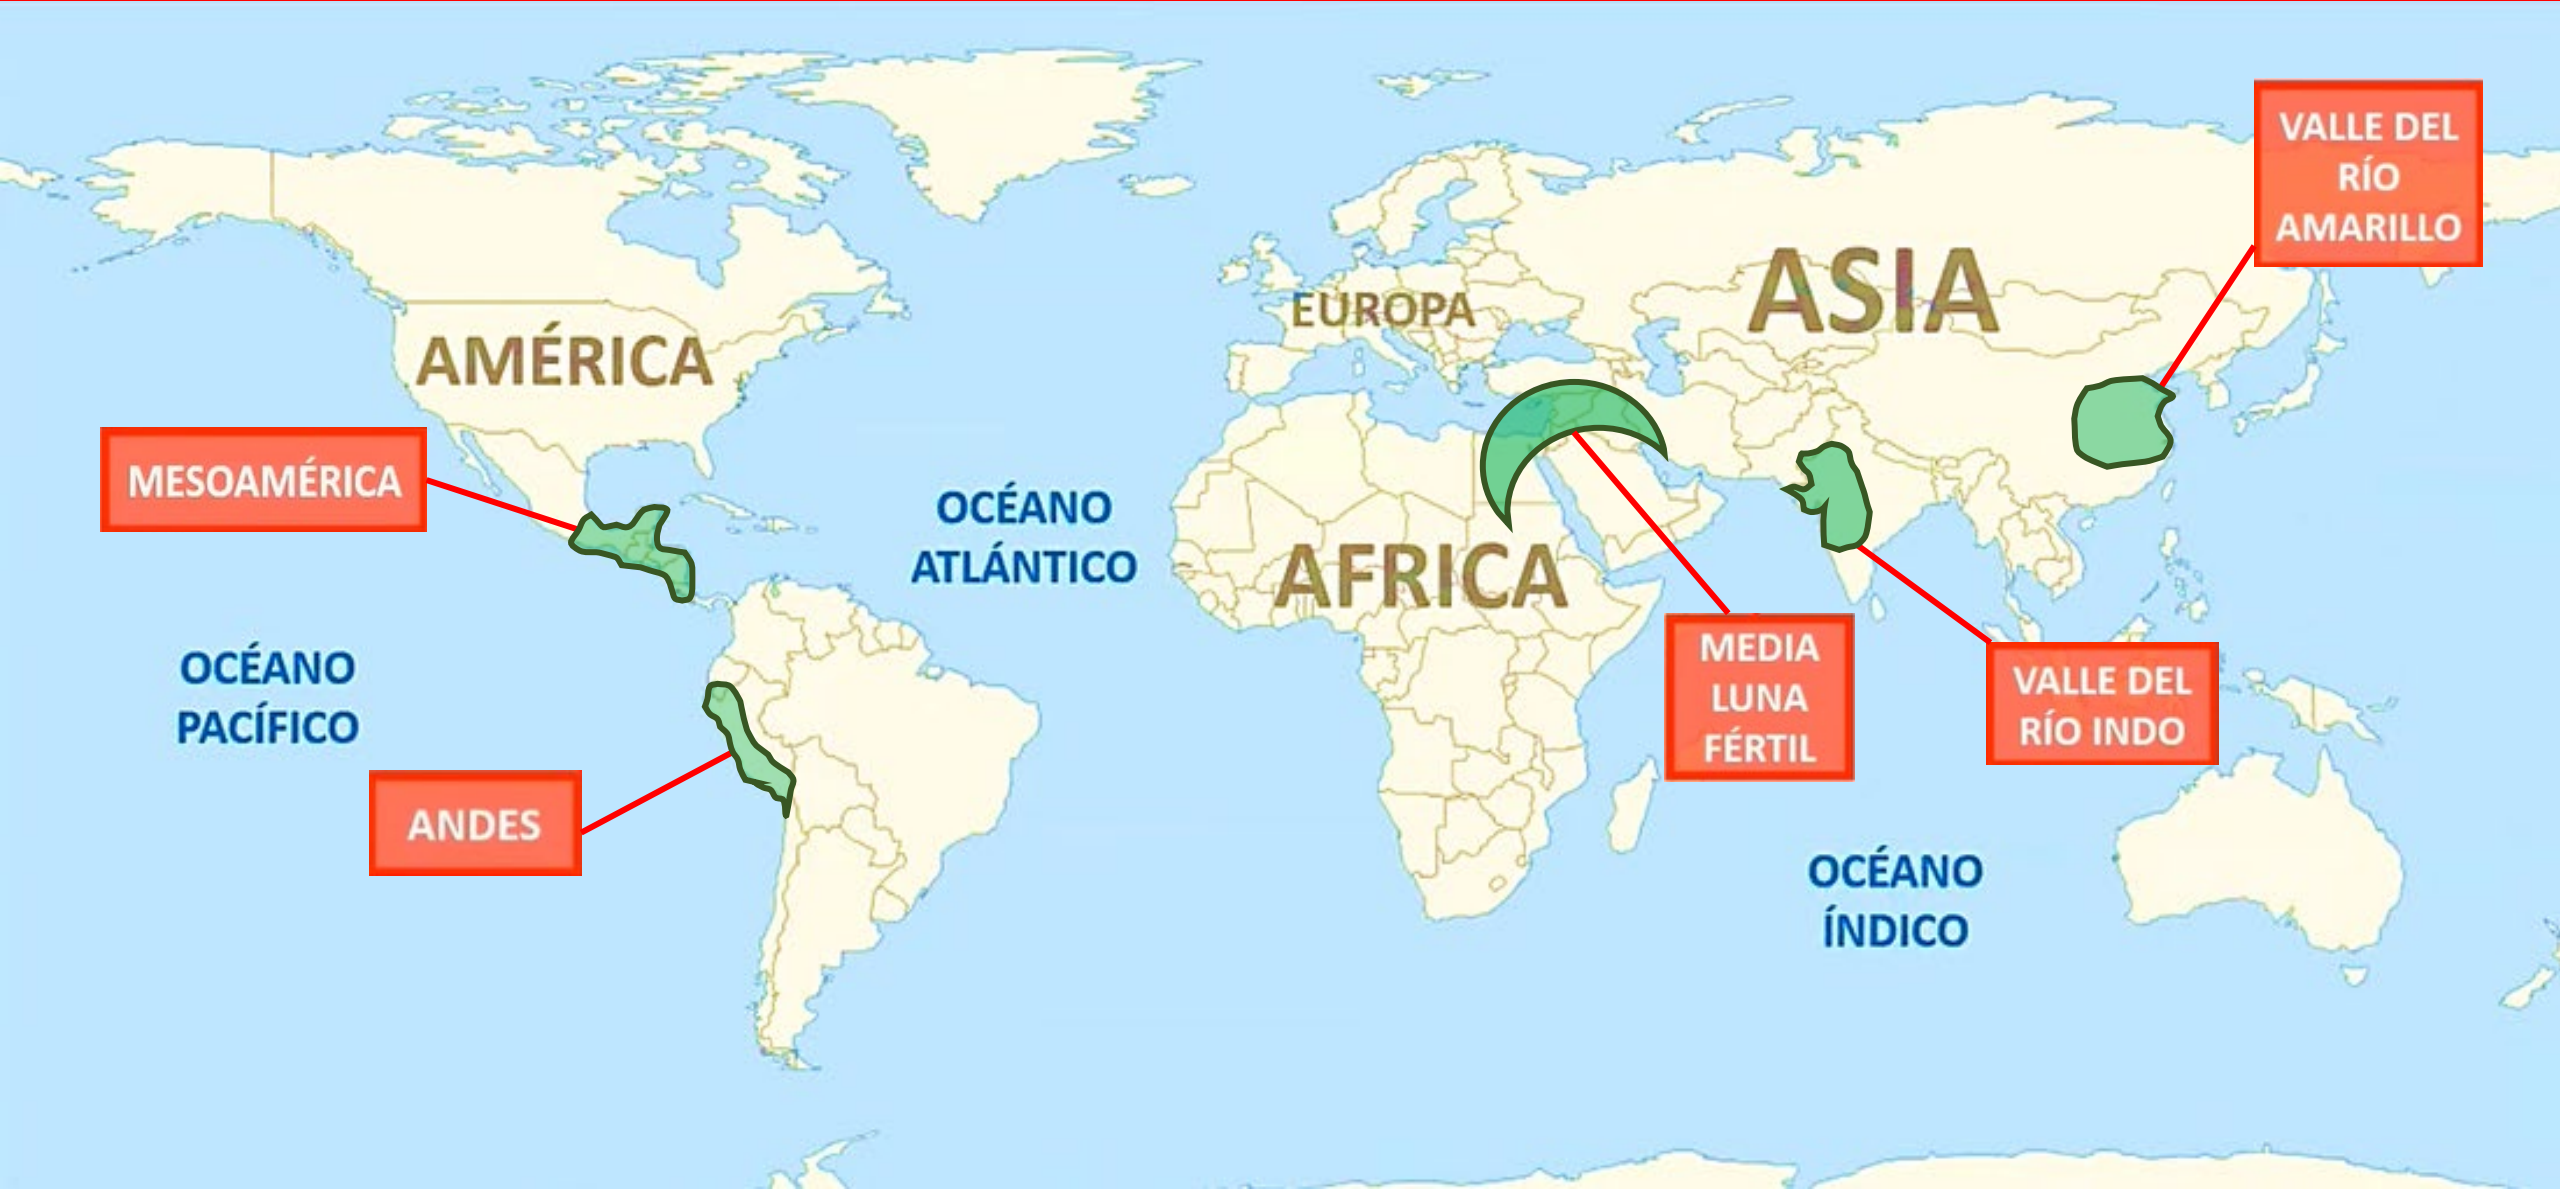 VALLE DEL
RÍO
AMARILLO
ASIA
EUROPA
AMÉRICA
MESOAMÉRICA
OCÉANO
ATLÁNTICO
AFRICA
MEDIA
LUNA
FÉRTIL
VALLE DEL
RÍO INDO
OCÉANO
PACÍFICO
ANDES
OCÉANO
ÍNDICO